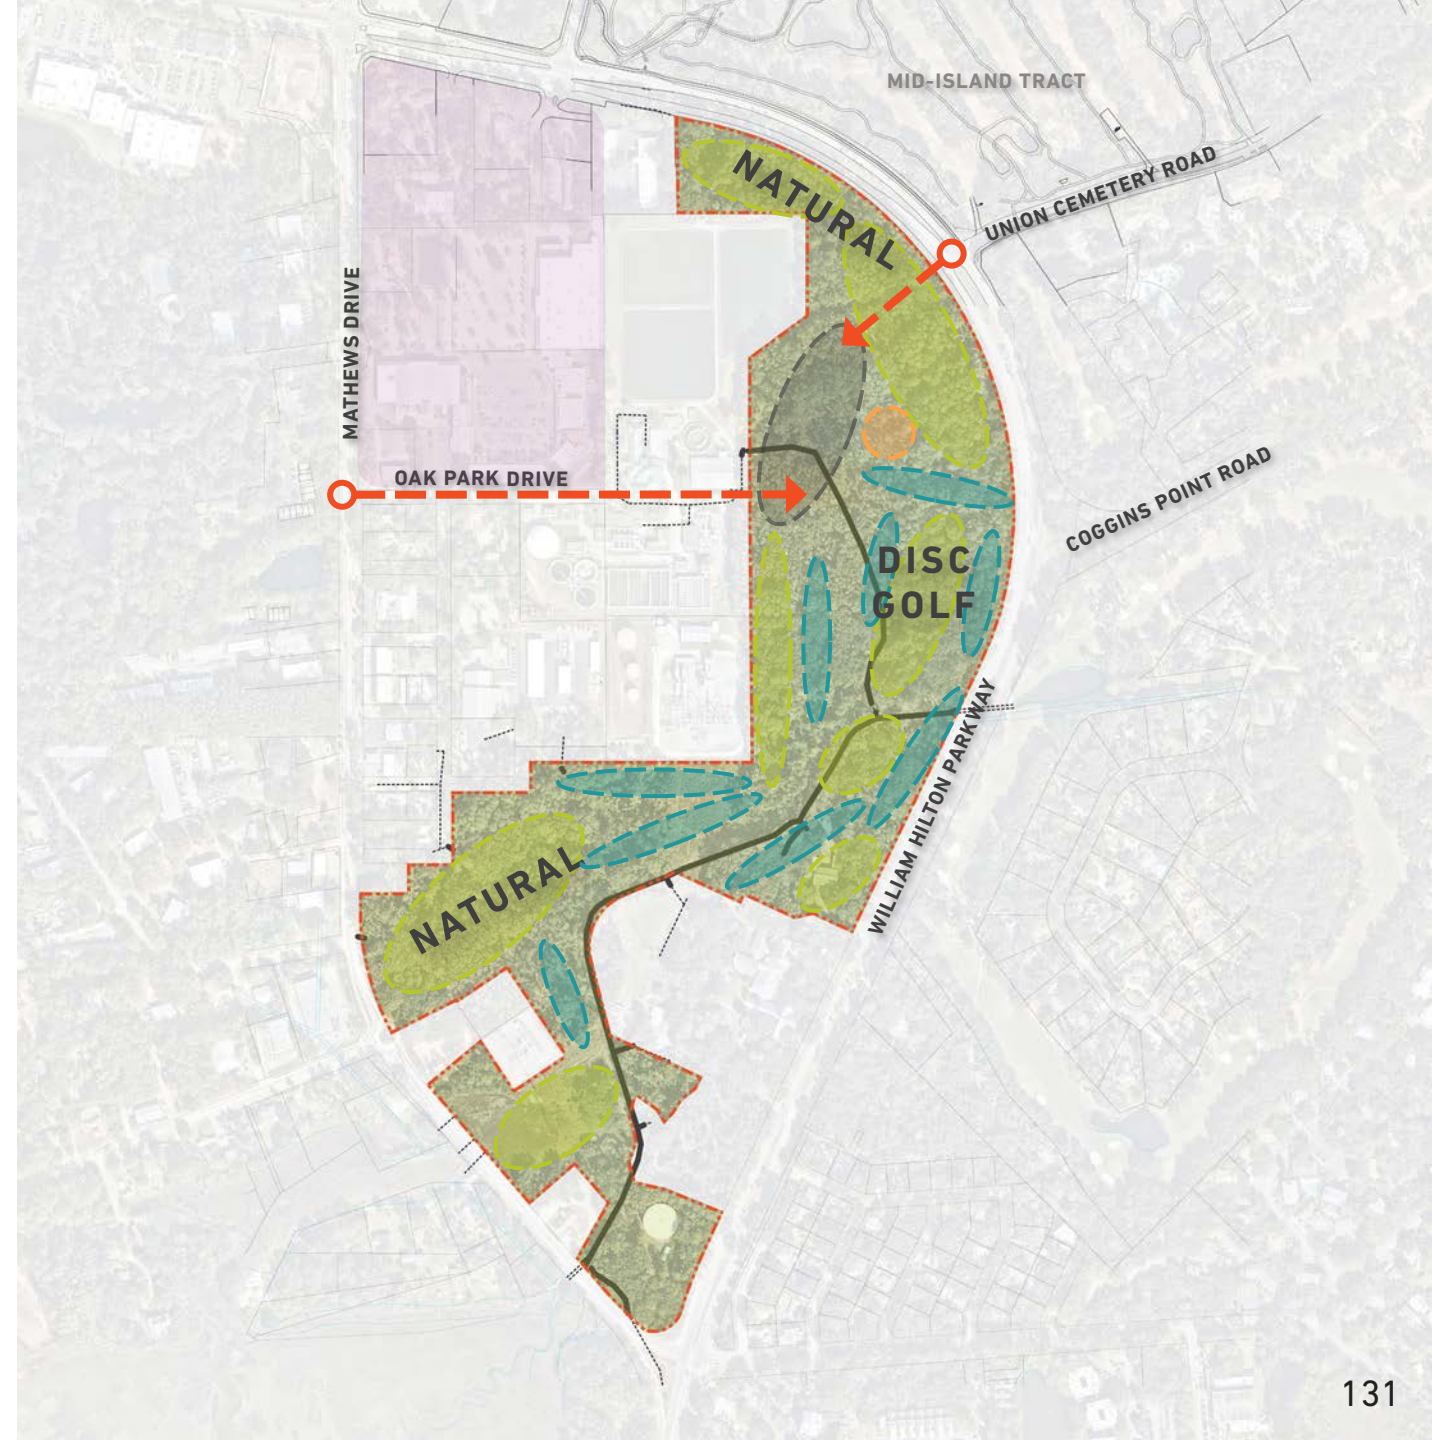 MID-ISLAND TRACT
UNION CEMETERY ROAD
NATURAL
MATHEWS DRIVE
OAK PARK DRIVE
COGGINS POINT ROAD
DISC
GOLF
WILLIAM HILTON PARKWAY
NATURAL
131